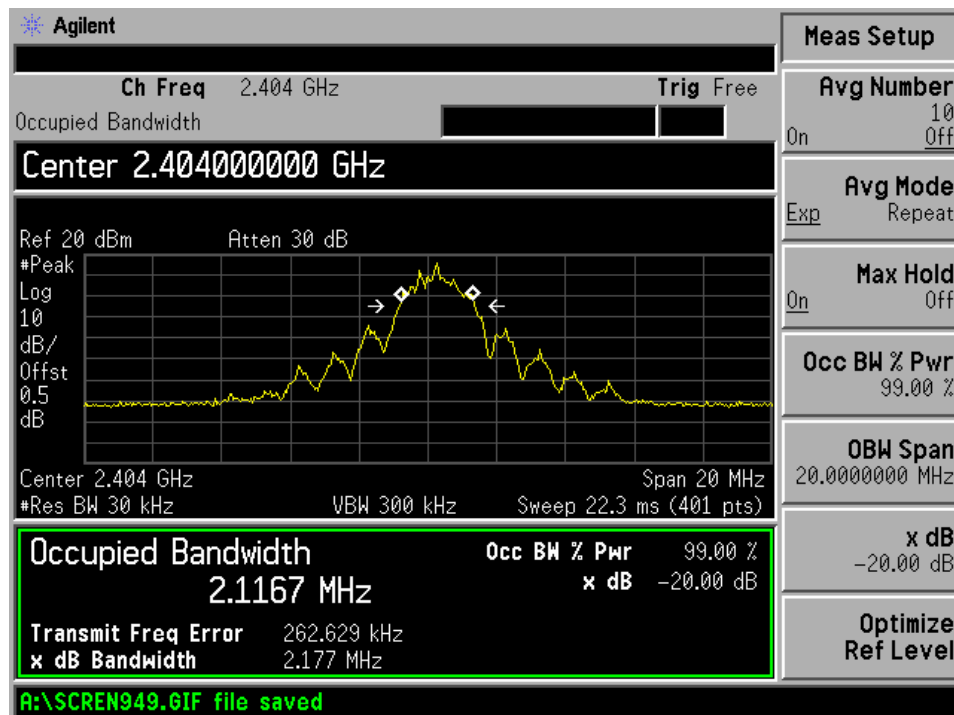 Agilent
Ch Freq 2.404 GHz Trig Free
Occupied Bandwidth
Center 2.404000000 GHz
Ref 20 dBm Atten 30 dB
#Peak
Log
10
dB/
Offst
0.5
dB
Center 2.404 GHz Span 20 MHz
#Res BW 30 kHz VBW 300 kHz Sweep 22.3 ms (401 pts)
Occupied Bandwidth Occ BW % Pwr 99.00 %
2.1167 MHz x dB -20.00 dB
Transmit Freq Error 262.629 kHz
x dB Bandwidth 2.177 MHz
A:\SCREN949.GIF file saved
Meas Setup
Avg Number
10
On Off
Avg Mode
Exp Repeat
Max Hold
On Off
Occ BW % Pwr
99.00 %
OBW Span
20.0000000 MHz
x dB
-20.00 dB
Optimize
Ref Level